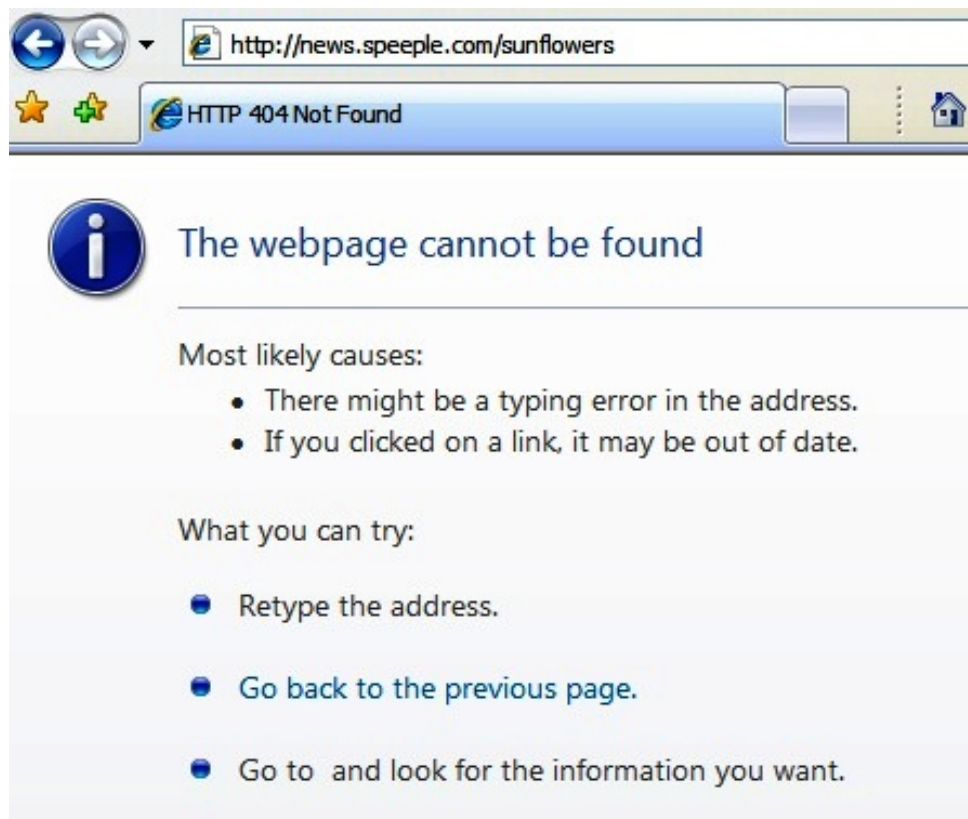 http://news.speeple.com/sunflowers
HTTP 404 Not Found
The webpage cannot be found
Most likely causes:
There might be a typing error in the address.
If you clicked on a link, it may be out of date.
What you can try:
Retype the address.
Go back to the previous page.
Go to  and look for the information you want.